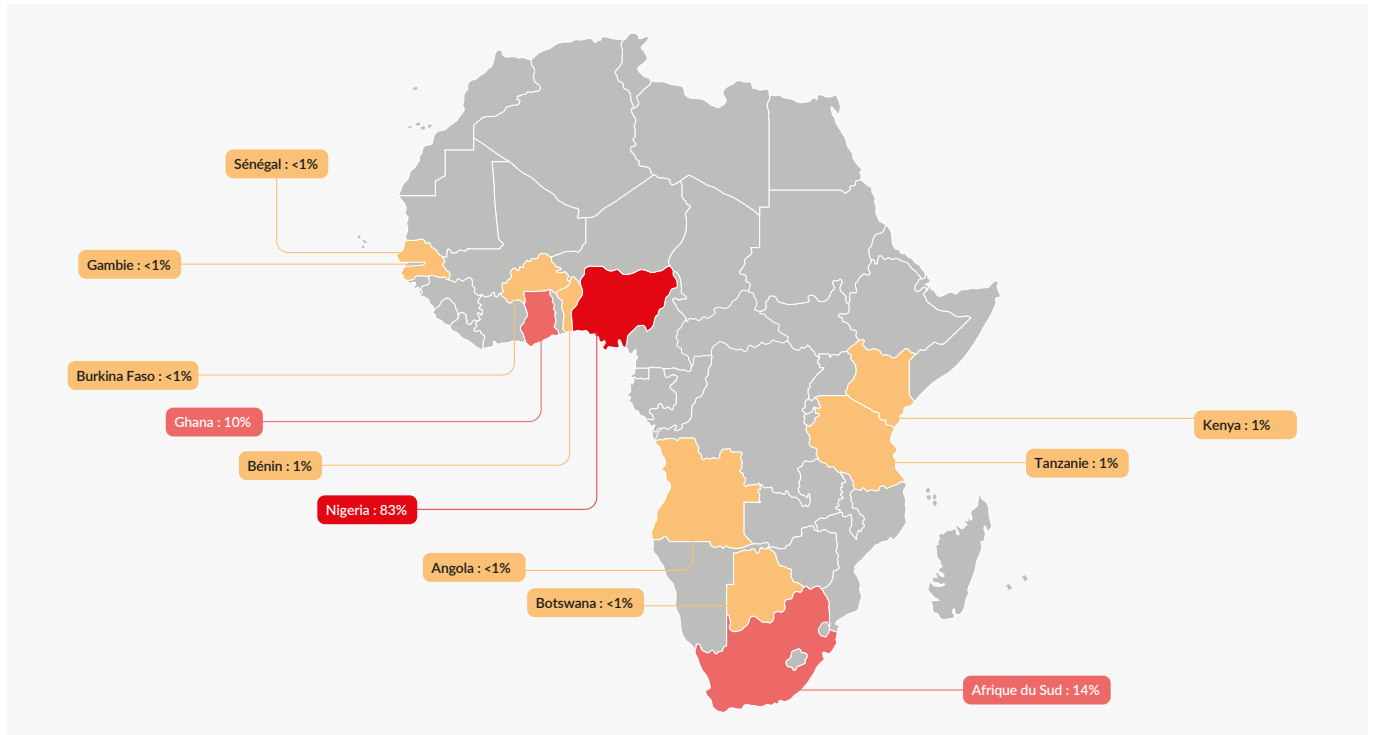 Sénégal : <1%
Gambie : <1%
Burkina Faso : <1%
Ghana : 10%
Bénin : 1%
Nigeria : 83%
Angola : <1%
Botswana : <1%
Kenya : 1%
Tanzanie : 1%
Afrique du Sud : 14%